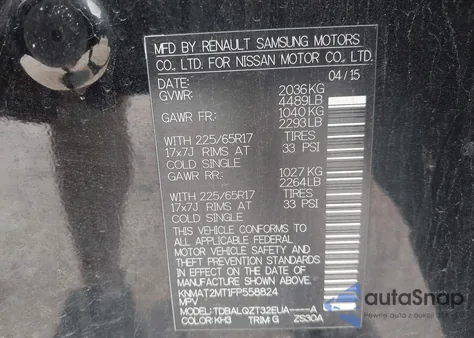 MFD BY RENAULT SAMSUNG MOTORS
CO., LTD. FOR NISSAN MOTOR CO., LTD.
DATE: 04/15
GVWR: 2036KG
4489LB
GAWR FR: 1040 KG
2293LB
WITH 225/65R17 TIRES
17x7J RIMS AT 33 PSI
COLD SINGLE
GAWR RR: 1027 KG
2264LB
WITH 225/65R17 TIRES
17x7J RIMS AT 33 PSI
COLD SINGLE
THIS VEHICLE CONFORMS TO
ALL APPLICABLE FEDERAL
MOTOR VEHICLE SAFETY AND
THEFT PREVENTION STANDARDS
IN EFFECT ON THE DATE OF
MANUFACTURE SHOWN ABOVE.
KNMAT2MT1FP558824
MPV
MODEL: TDBALQZT32EUA----A
COLOR:KH3 TRIM:G ZS30A
autoSnap